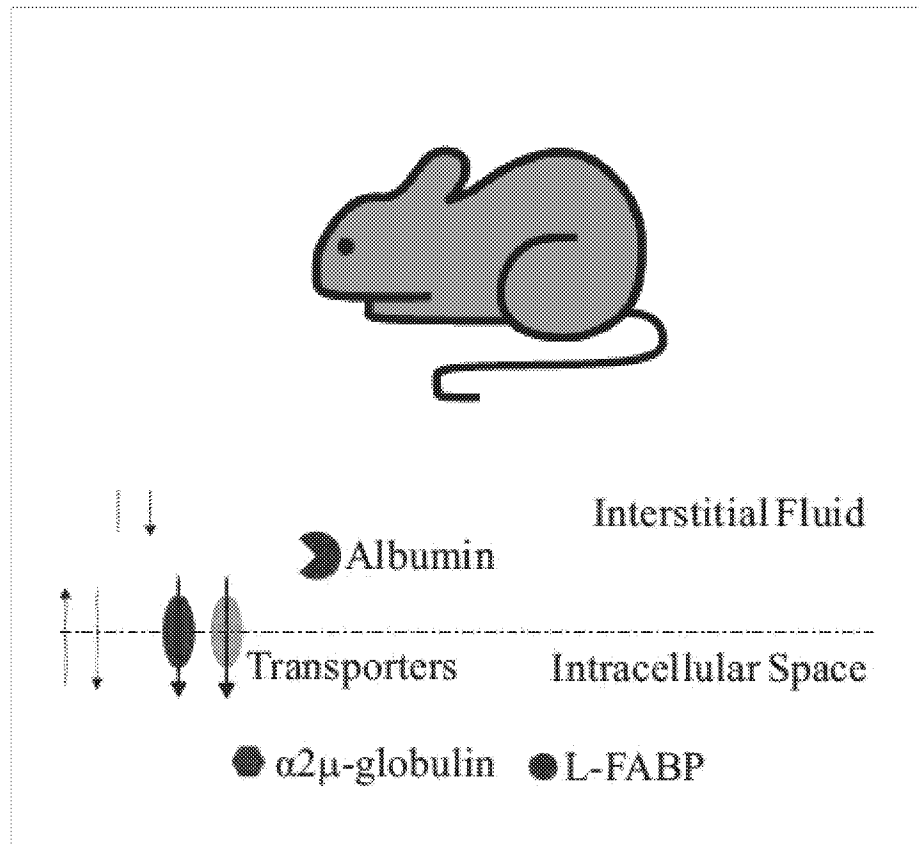 Interstitial Fluid
Albumin
Transporters
Intracellular Space
α2μ-globulin
L-FABP